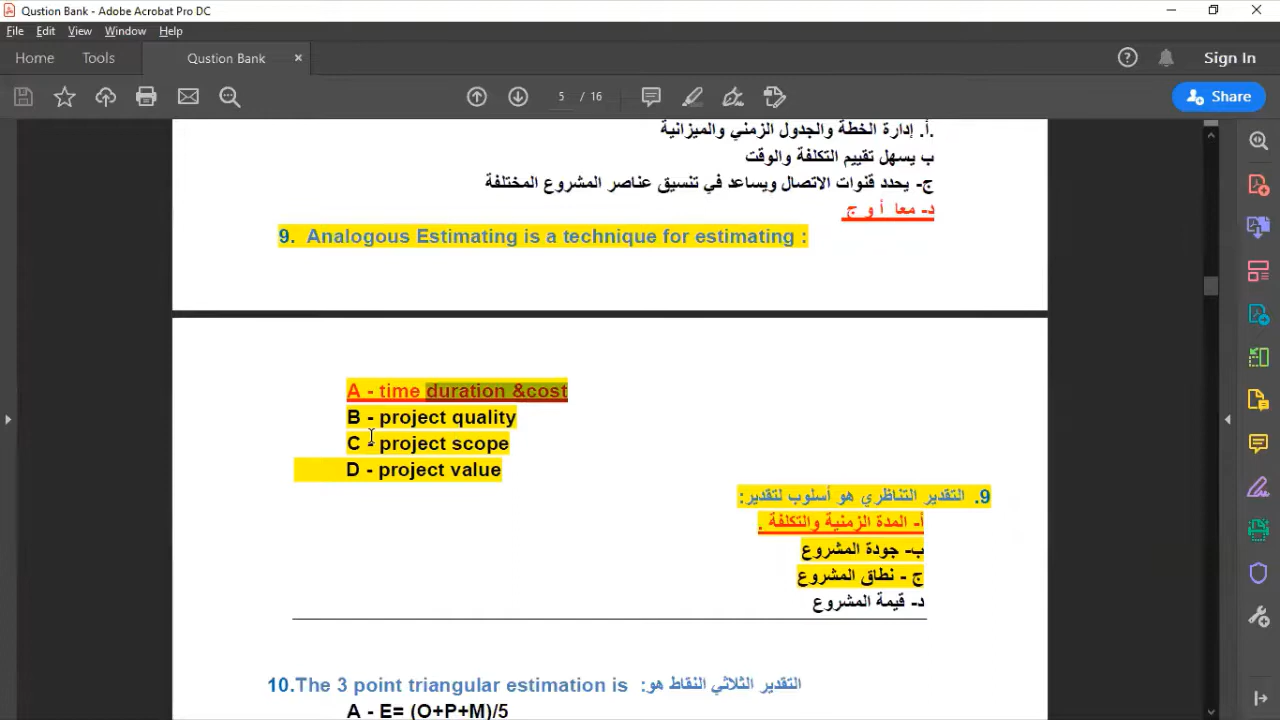 Qustion Bank - Adobe Acrobat Pro DC
File Edit View Window Help
Home Tools Qustion Bank × Sign In
5 / 16 Share
.أ. إدارة الخطة والجدول الزمني والميزانية
ب يسهل تقييم التكلفة والوقت
ج- يحدد قنوات الاتصال ويساعد في تنسيق عناصر المشروع المختلفة
د- معا أ و ج
9. Analogous Estimating is a technique for estimating :
A - time duration &cost
B - project quality
C - project scope
D - project value
9. التقدير التناظري هو أسلوب لتقدير:
أ- المدة الزمنية والتكلفة .
ب- جودة المشروع
ج - نطاق المشروع
د- قيمة المشروع
10.The 3 point triangular estimation is التقدير الثلاثي النقاط هو:
A - E= (O+P+M)/5